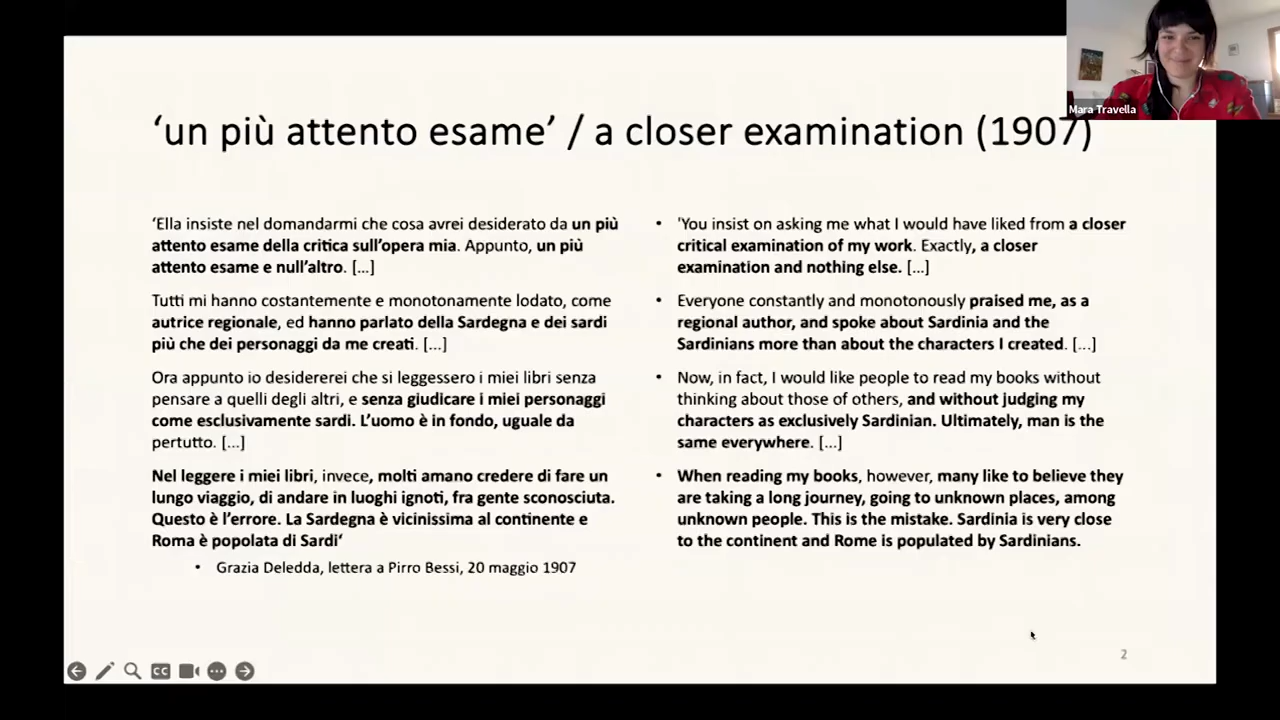 Mara Travella
‘un più attento esame’ / a closer examination (1907)
‘Ella insiste nel domandarmi che cosa avrei desiderato da un più
attento esame della critica sull’opera mia. Appunto, un più
attento esame e null’altro. [...]
Tutti mi hanno costantemente e monotonamente lodato, come
autrice regionale, ed hanno parlato della Sardegna e dei sardi
più che dei personaggi da me creati. [...]
Ora appunto io desidererei che si leggessero i miei libri senza
pensare a quelli degli altri, e senza giudicare i miei personaggi
come esclusivamente sardi. L’uomo è in fondo, uguale da
pertutto. [...]
Nel leggere i miei libri, invece, molti amano credere di fare un
lungo viaggio, di andare in luoghi ignoti, fra gente sconosciuta.
Questo è l’errore. La Sardegna è vicinissima al continente e
Roma è popolata di Sardi‘
• Grazia Deledda, lettera a Pirro Bessi, 20 maggio 1907
• 'You insist on asking me what I would have liked from a closer
critical examination of my work. Exactly, a closer
examination and nothing else. [...]
• Everyone constantly and monotonously praised me, as a
regional author, and spoke about Sardinia and the
Sardinians more than about the characters I created. [...]
• Now, in fact, I would like people to read my books without
thinking about those of others, and without judging my
characters as exclusively Sardinian. Ultimately, man is the
same everywhere. [...]
• When reading my books, however, many like to believe they
are taking a long journey, going to unknown places, among
unknown people. This is the mistake. Sardinia is very close
to the continent and Rome is populated by Sardinians.
2
CC